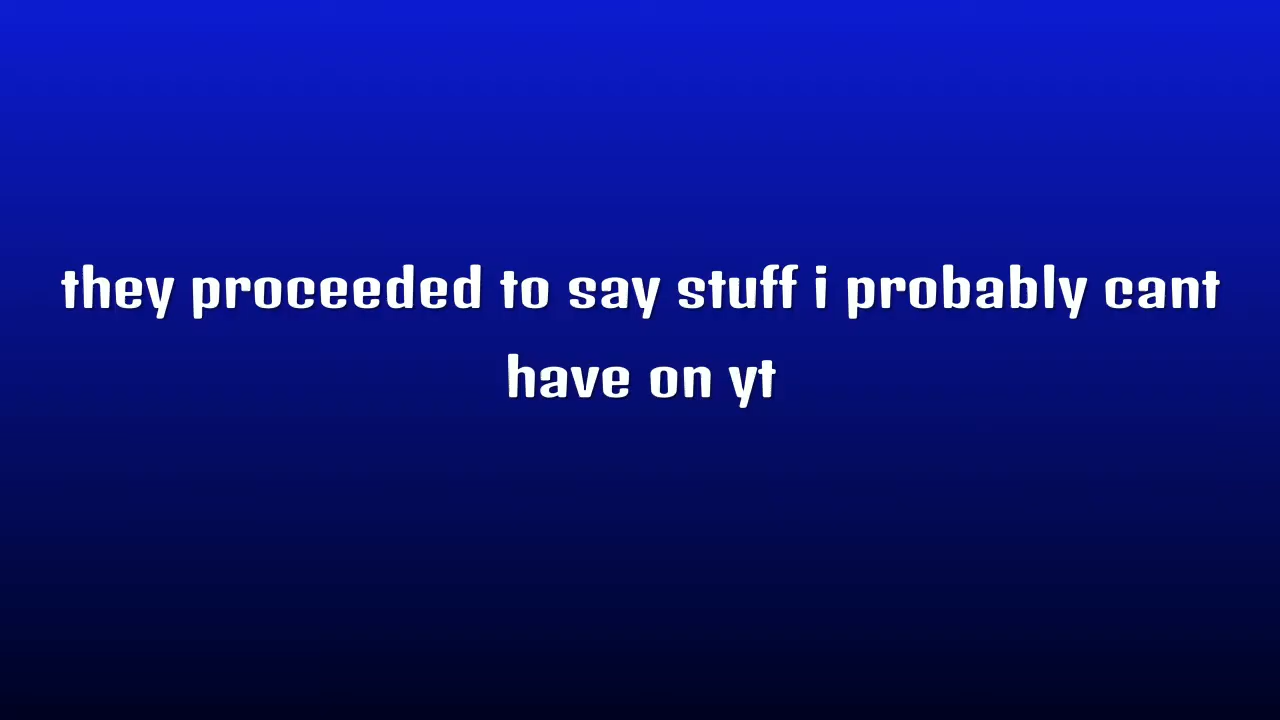 they proceeded to say stuff i probably cant
have on yt